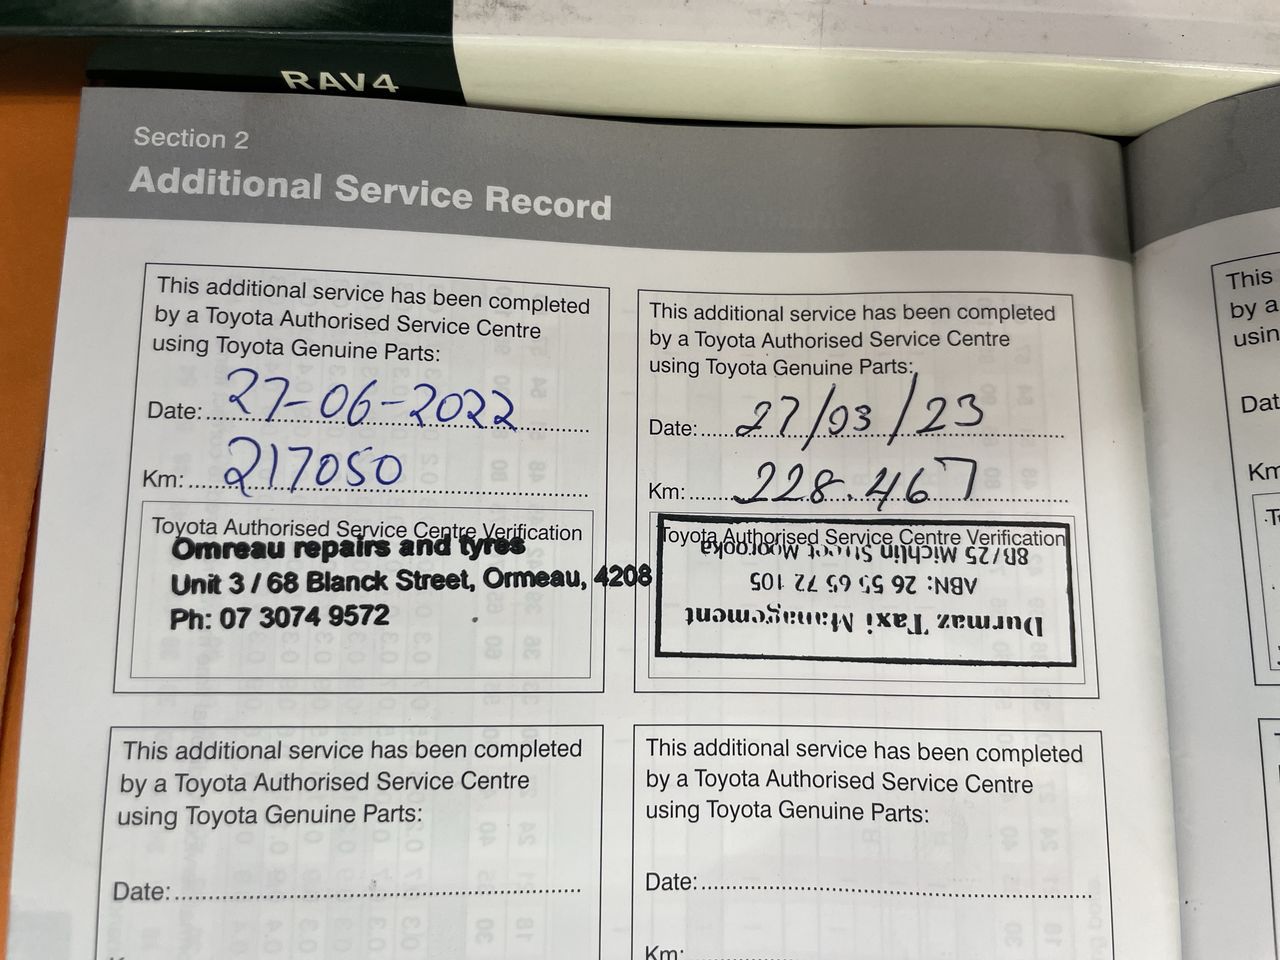 RAV4
Section 2
Additional Service Record
This additional service has been completed
by a Toyota Authorised Service Centre
using Toyota Genuine Parts:
Date: 27-06-2022
Km: 217050
Toyota Authorised Service Centre Verification
Omreau repairs and tyres
Unit 3 / 68 Blanck Street, Ormeau, 4208
Ph: 07 3074 9572
This additional service has been completed
by a Toyota Authorised Service Centre
using Toyota Genuine Parts:
Date: 27/03/23
Km: 228.467
Toyota Authorised Service Centre Verification
Durmaz Taxi Management
ABN: 26 55 65 72 105
8B/25 Michlin Street Moorooka
This additional service has been completed
by a Toyota Authorised Service Centre
using Toyota Genuine Parts:
Date:
This additional service has been completed
by a Toyota Authorised Service Centre
using Toyota Genuine Parts:
Date:
Km:
This
by a
usin
Dat
Km